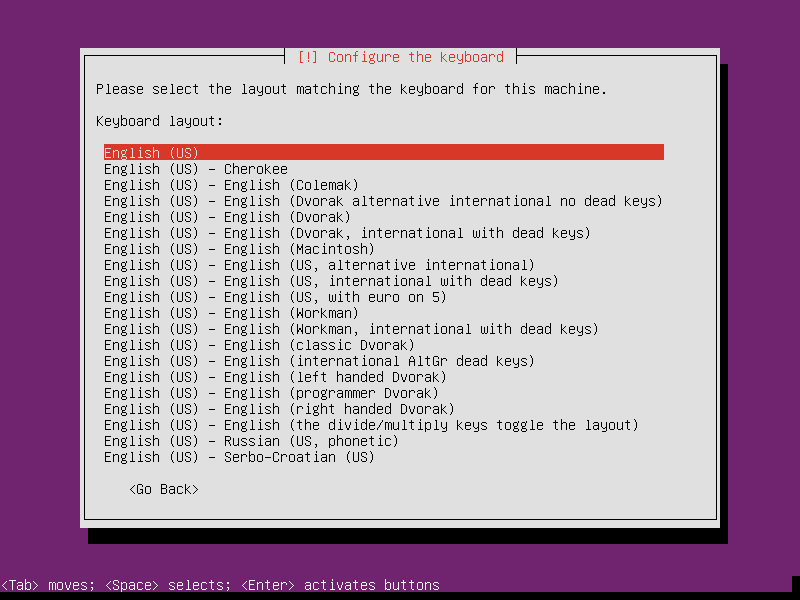 [!] Configure the keyboard
Please select the layout matching the keyboard for this machine.
Keyboard layout:
English (US)
English (US) - Cherokee
English (US) - English (Colemak)
English (US) - English (Dvorak alternative international no dead keys)
English (US) - English (Dvorak)
English (US) - English (Dvorak, international with dead keys)
English (US) - English (Macintosh)
English (US) - English (US, alternative international)
English (US) - English (US, international with dead keys)
English (US) - English (US, with euro on 5)
English (US) - English (Workman)
English (US) - English (Workman, international with dead keys)
English (US) - English (classic Dvorak)
English (US) - English (international AltGr dead keys)
English (US) - English (left handed Dvorak)
English (US) - English (programmer Dvorak)
English (US) - English (right handed Dvorak)
English (US) - English (the divide/multiply keys toggle the layout)
English (US) - Russian (US, phonetic)
English (US) - Serbo-Croatian (US)
<Go Back>
<Tab> moves; <Space> selects; <Enter> activates buttons